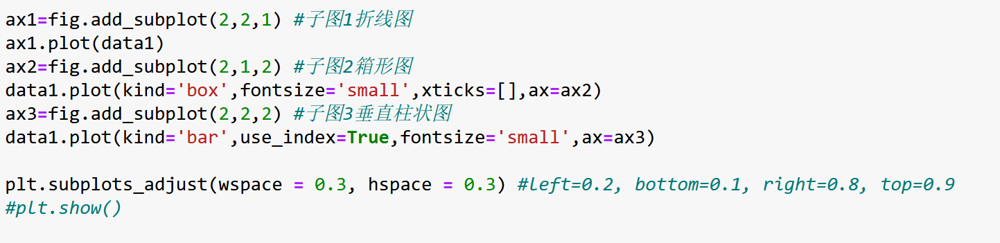 ax1=fig.add_subplot(2,2,1) #子图1折线图
ax1.plot(data1)
ax2=fig.add_subplot(2,1,2) #子图2箱形图
data1.plot(kind='box',fontsize='small',xticks=[],ax=ax2)
ax3=fig.add_subplot(2,2,2) #子图3垂直柱状图
data1.plot(kind='bar',use_index=True,fontsize='small',ax=ax3)
plt.subplots_adjust(wspace = 0.3, hspace = 0.3) #left=0.2, bottom=0.1, right=0.8, top=0.9
#plt.show()